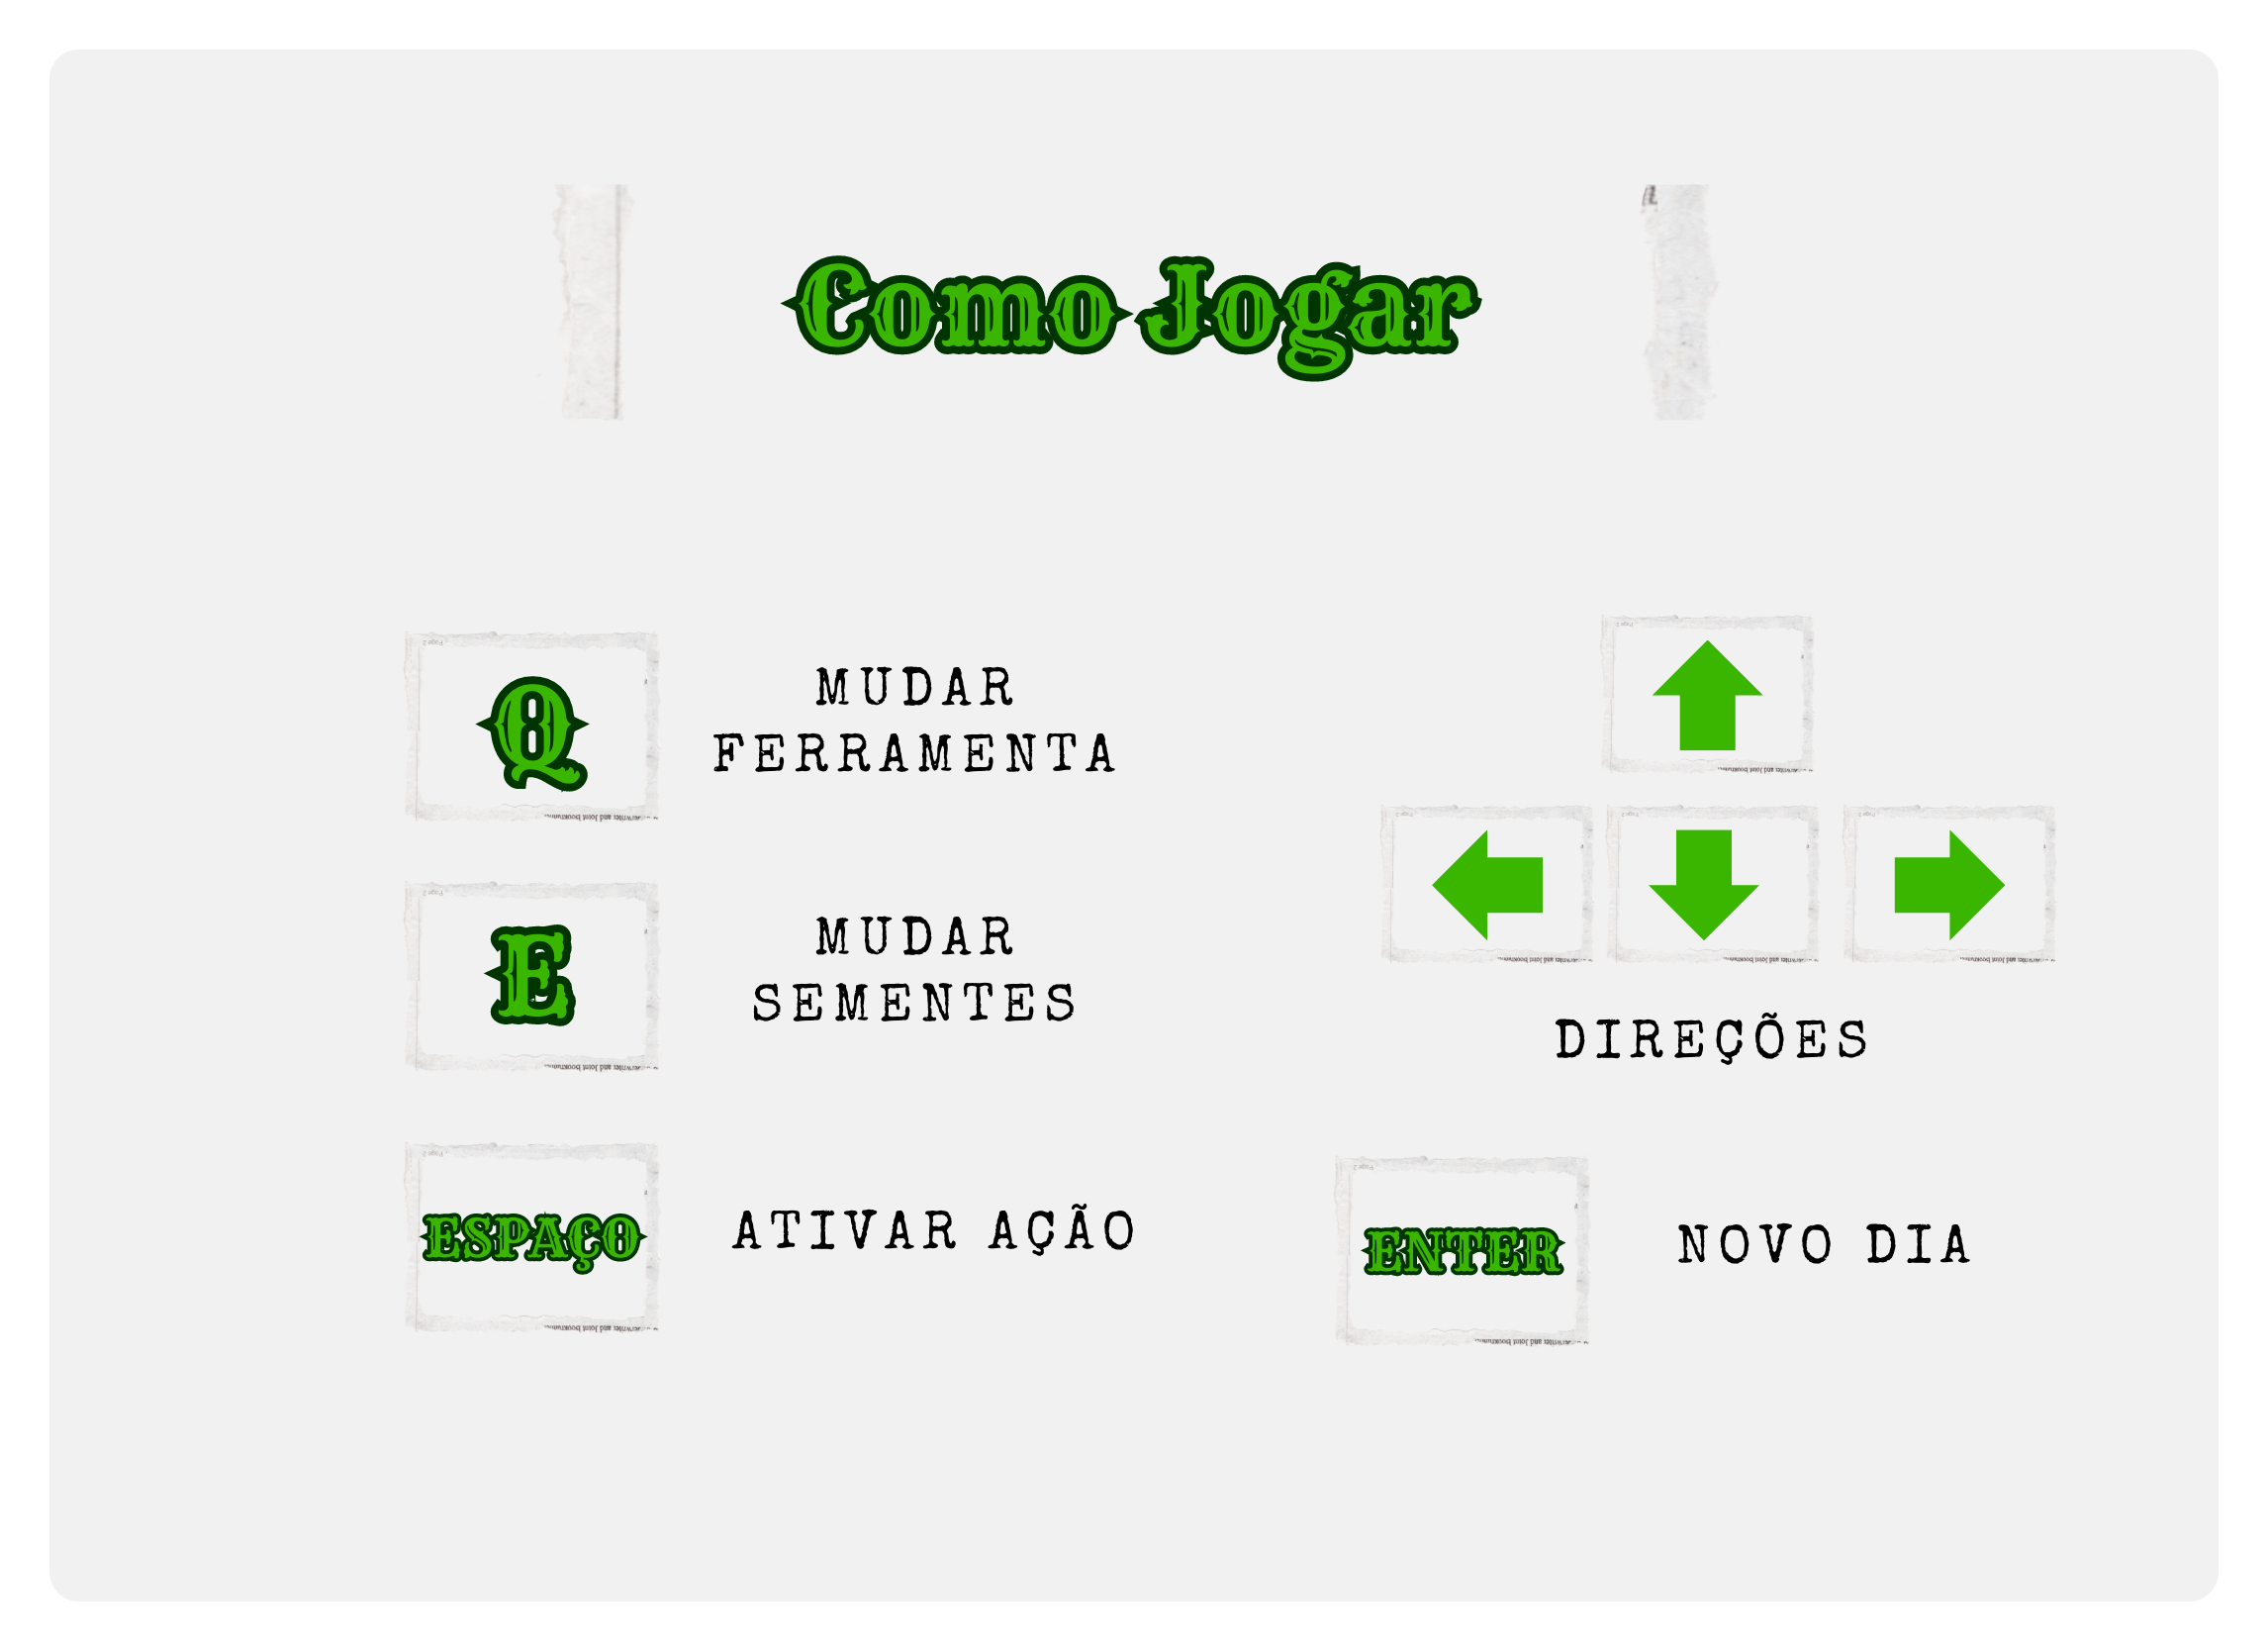 Como Jogar
Q
MUDAR
FERRAMENTA
E
MUDAR
SEMENTES
ESPAÇO
ATIVAR AÇÃO
DIREÇÕES
ENTER
NOVO DIA